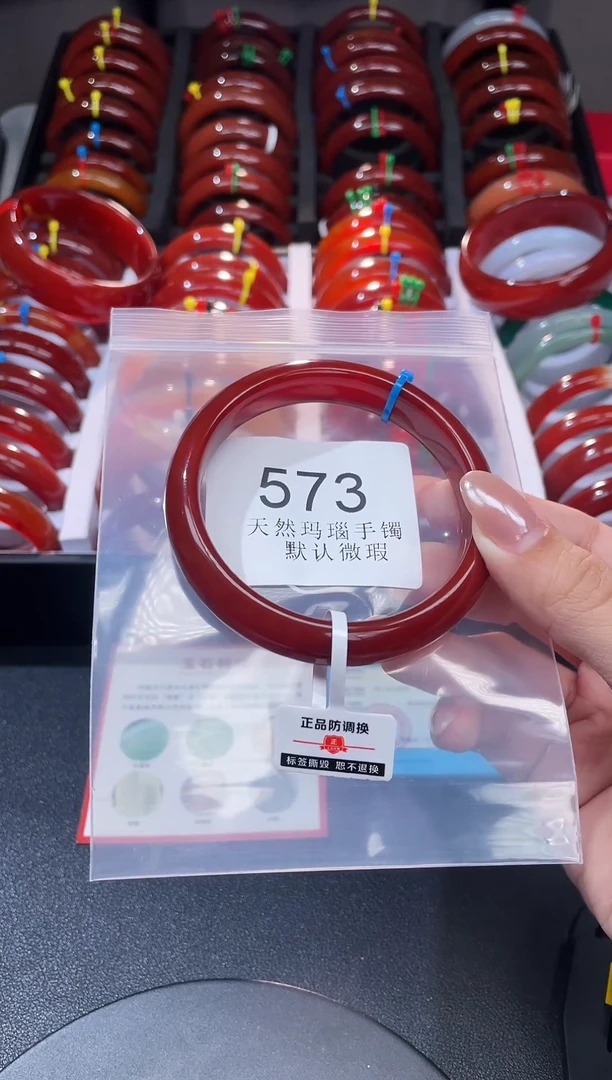 573
天然玛瑙手镯
默认微瑕
正品防调换
标签撕毁 恕不退换